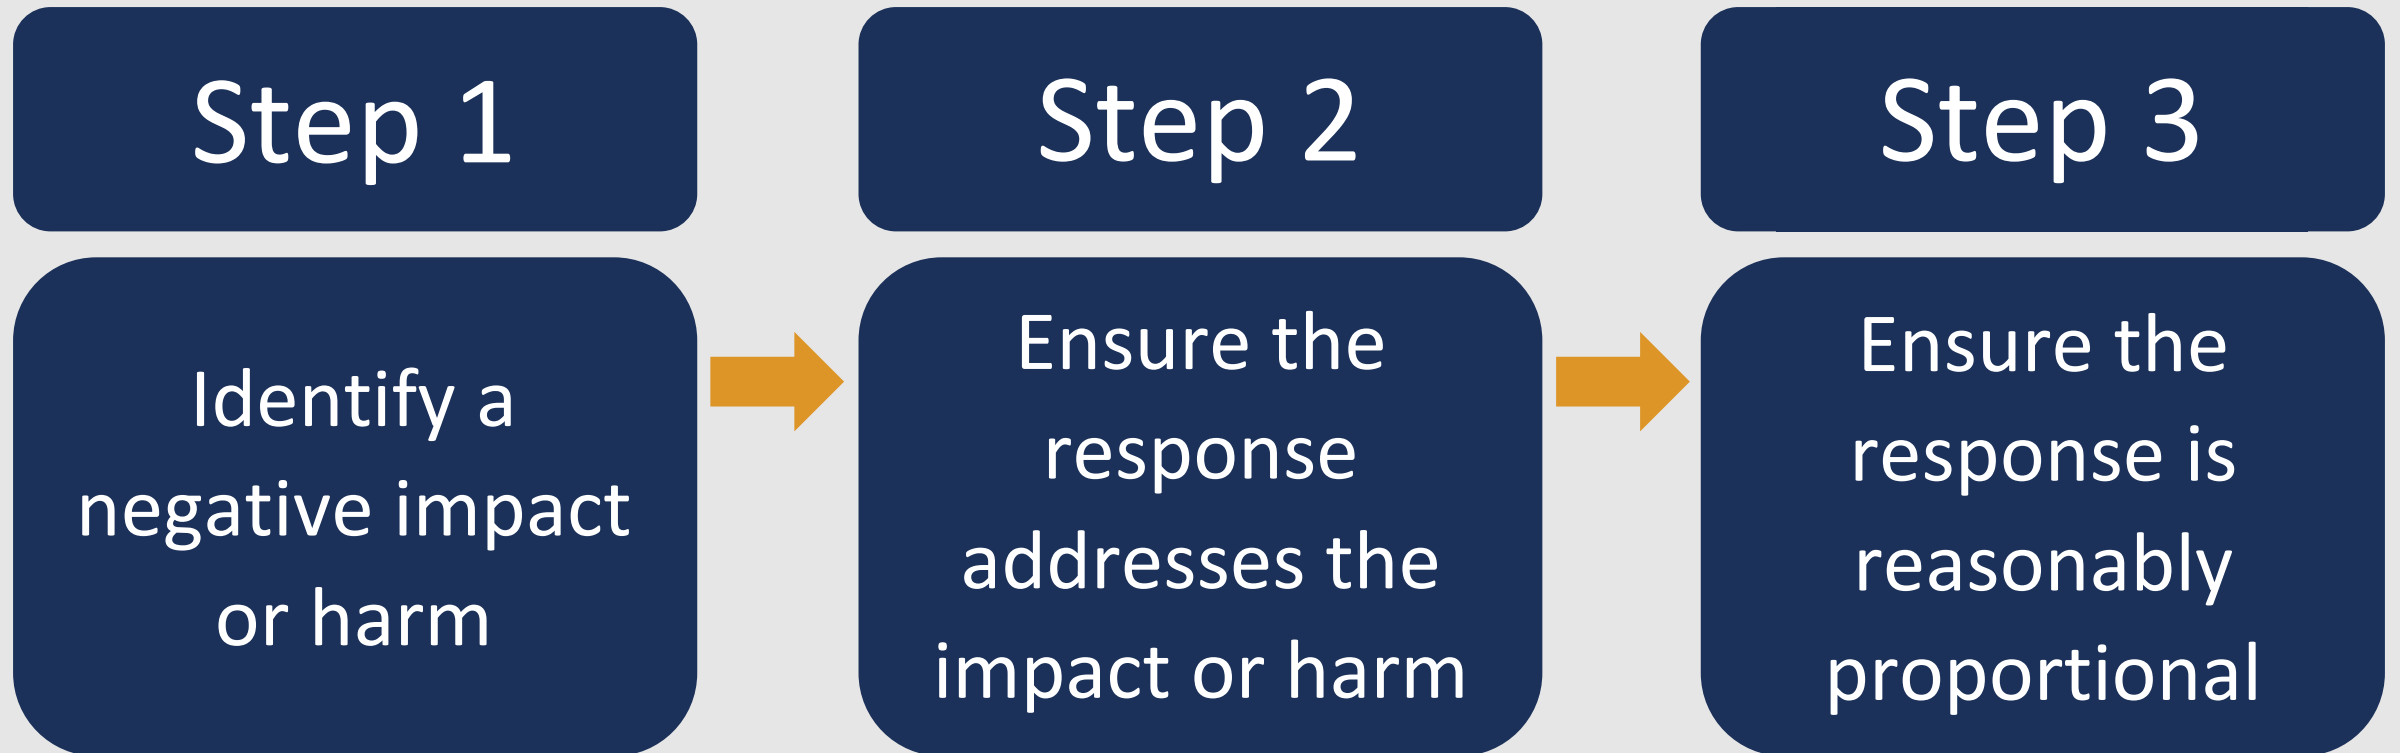 Step 1
Identify a
negative impact
or harm
Step 2
Ensure the
response
addresses the
impact or harm
Step 3
Ensure the
response is
reasonably
proportional